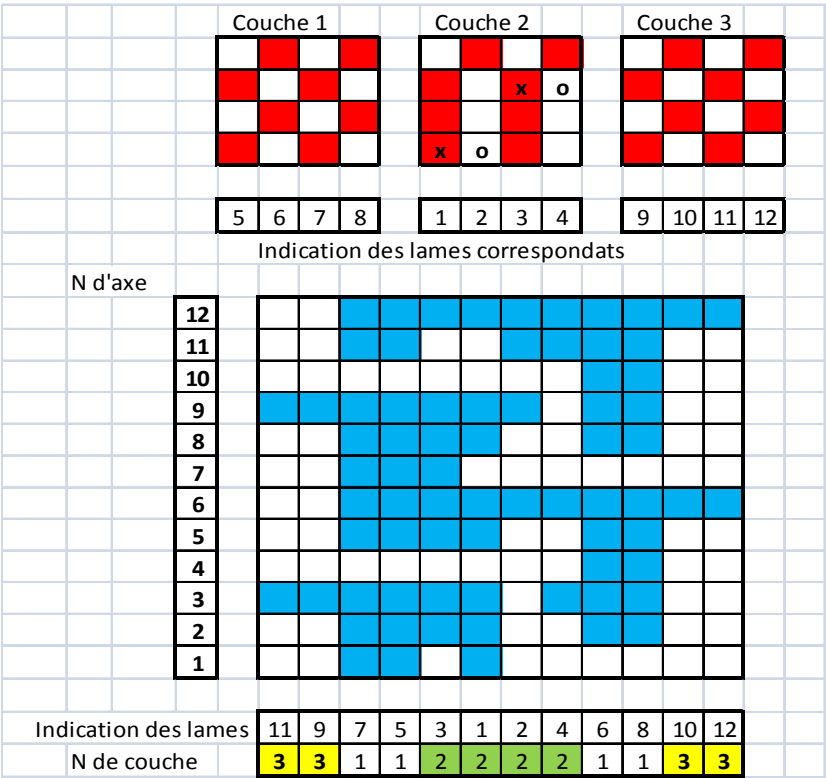 Couche 1 Couche 2 Couche 3
x o
x o
5 6 7 8 1 2 3 4 9 10 11 12
Indication des lames correspondats
N d'axe
12
11
10
9
8
7
6
5
4
3
2
1
Indication des lames 11 9 7 5 3 1 2 4 6 8 10 12
N de couche 3 3 1 1 2 2 2 2 1 1 3 3